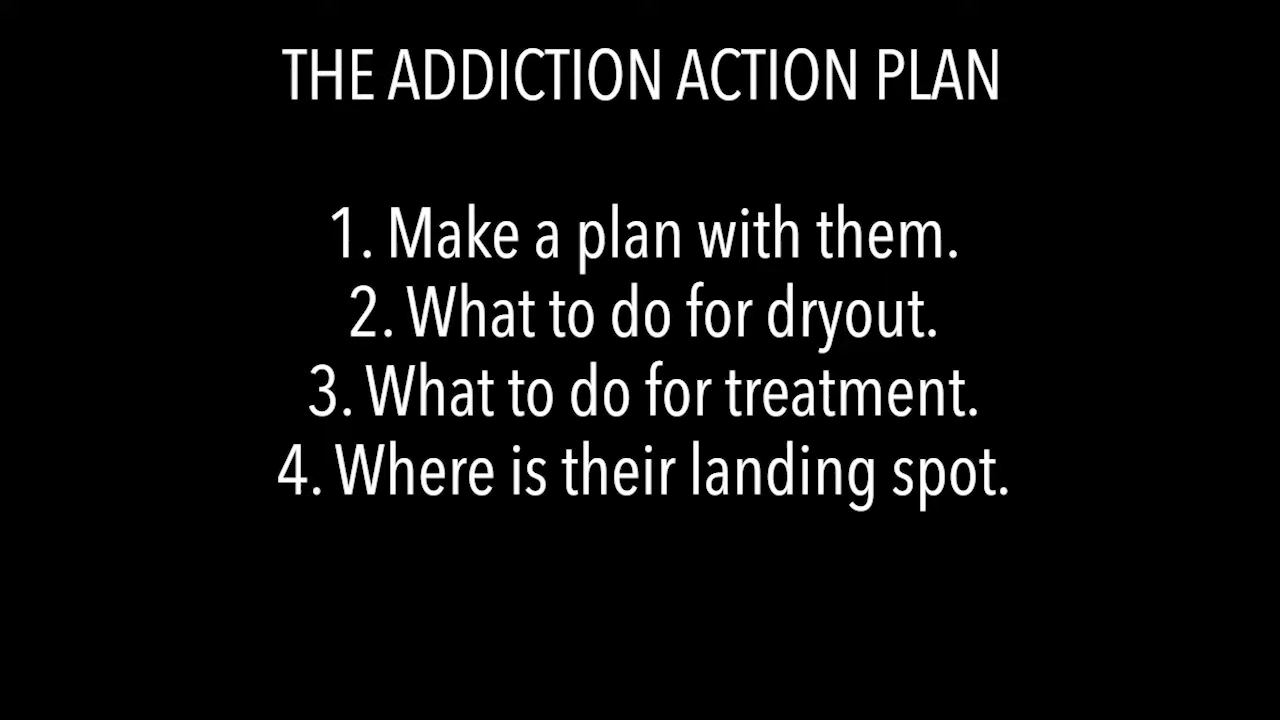 THE ADDICTION ACTION PLAN
1. Make a plan with them.
2. What to do for dryout.
3. What to do for treatment.
4. Where is their landing spot.